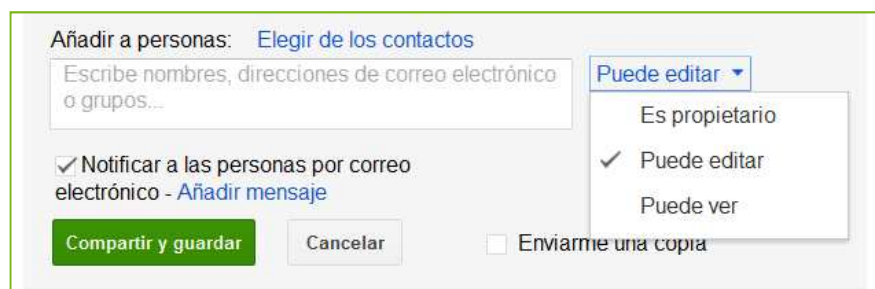 Añadir a personas: Elegir de los contactos
Escribe nombres, direcciones de correo electrónico
o grupos...
Puede editar
Es propietario
Puede editar
Puede ver
Notificar a las personas por correo
electrónico - Añadir mensaje
Compartir y guardar
Cancelar
Enviarme una copia